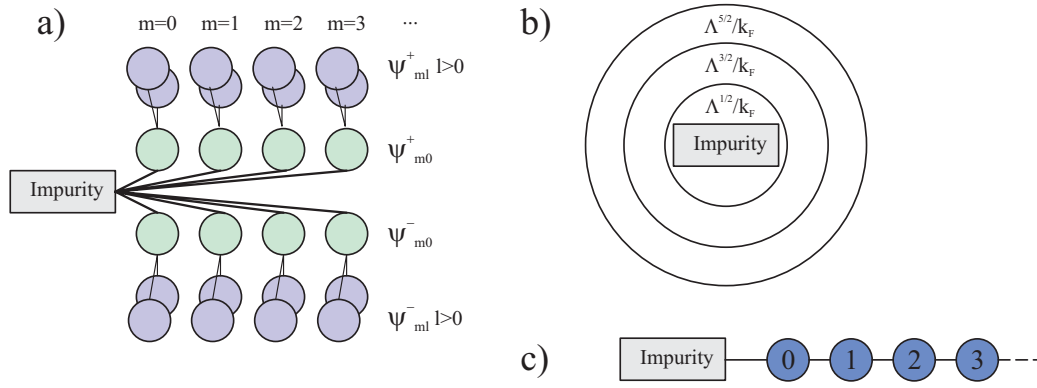 a)
m=0 m=1 m=2 m=3 ...
ψ⁺ₘₗ l>0
ψ⁺ₘ₀
Impurity
ψ⁻ₘ₀
ψ⁻ₘₗ l>0
b)
Λ^5/2/k_F
Λ^3/2/k_F
Λ^1/2/k_F
Impurity
c)
Impurity 0 1 2 3